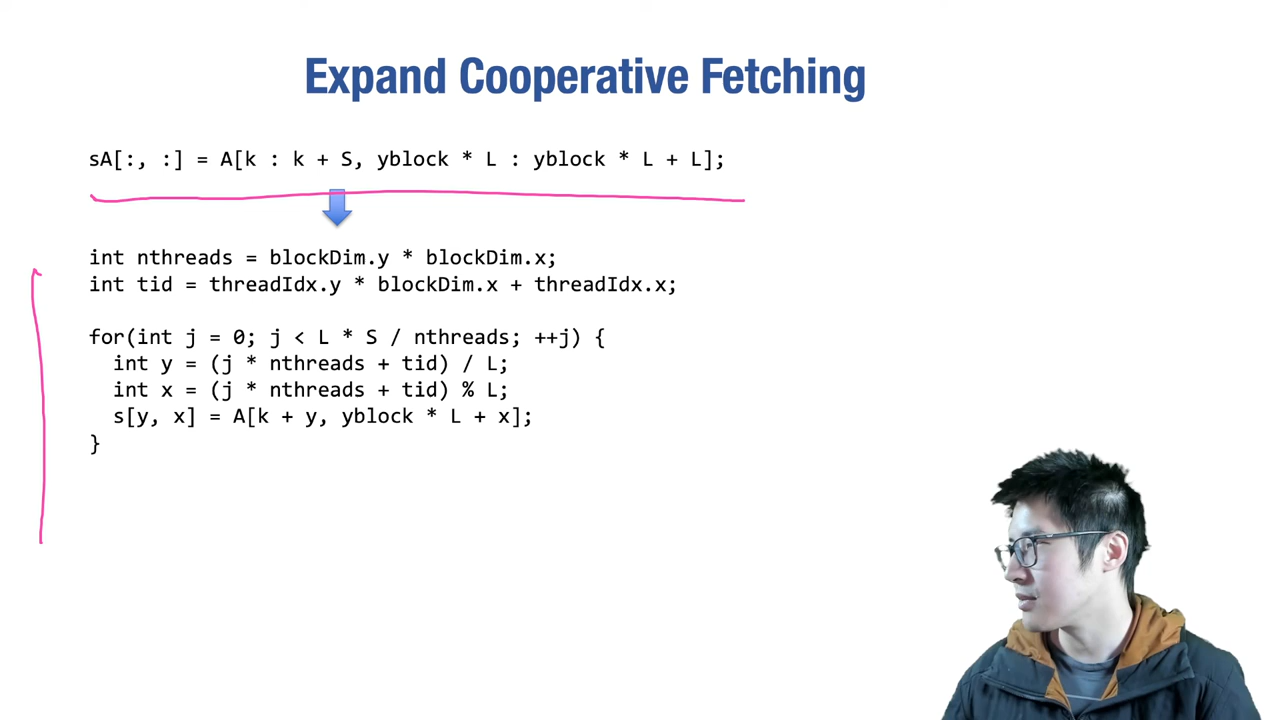 Expand Cooperative Fetching
sA[:, :] = A[k : k + S, yblock * L : yblock * L + L];
int nthreads = blockDim.y * blockDim.x;
int tid = threadIdx.y * blockDim.x + threadIdx.x;
for(int j = 0; j < L * S / nthreads; ++j) {
int y = (j * nthreads + tid) / L;
int x = (j * nthreads + tid) % L;
s[y, x] = A[k + y, yblock * L + x];
}